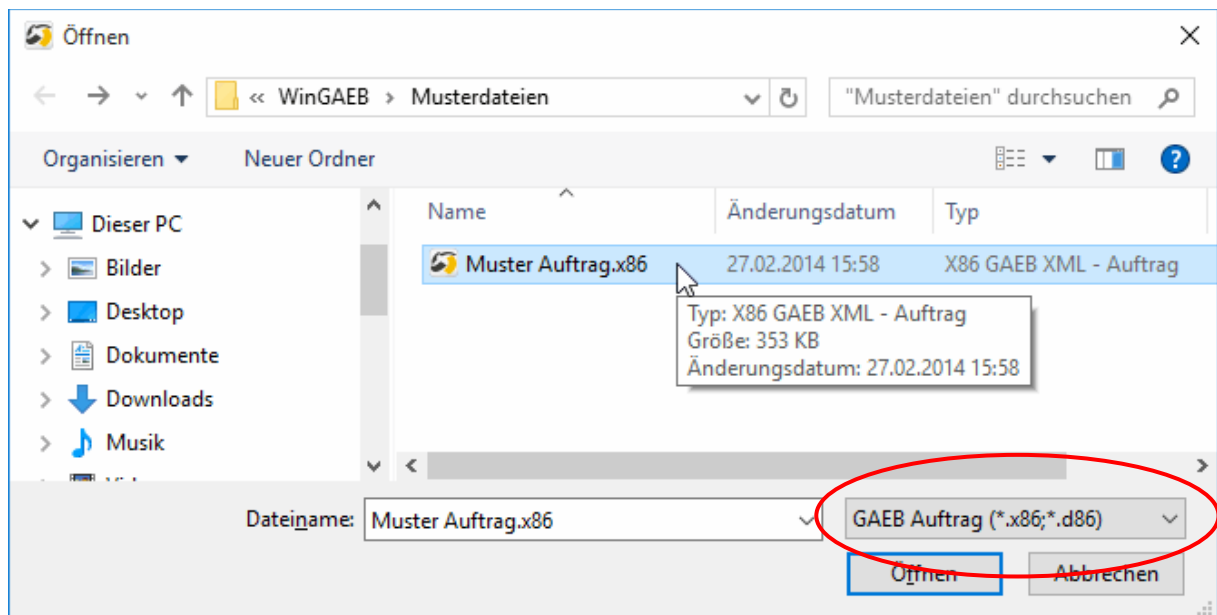 Öffnen
« WinGAEB > Musterdateien
"Musterdateien" durchsuchen
Organisieren
Neuer Ordner
Name
Änderungsdatum
Typ
Dieser PC
Bilder
Desktop
Dokumente
Downloads
Musik
Muster Auftrag.x86
27.02.2014 15:58
X86 GAEB XML - Auftrag
Typ: X86 GAEB XML - Auftrag
Größe: 353 KB
Änderungsdatum: 27.02.2014 15:58
Dateiname:
Muster Auftrag.x86
GAEB Auftrag (*.x86;*.d86)
Öffnen
Abbrechen